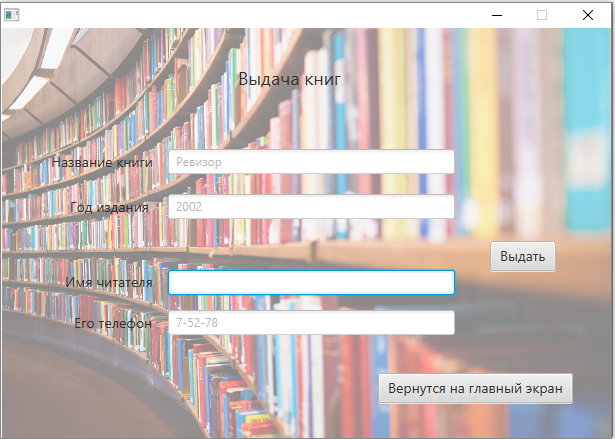 Выдача книг
Название книги Ревизор
Год издания 2002
Выдать
Имя читателя
Его телефон 7-52-78
Вернутся на главный экран